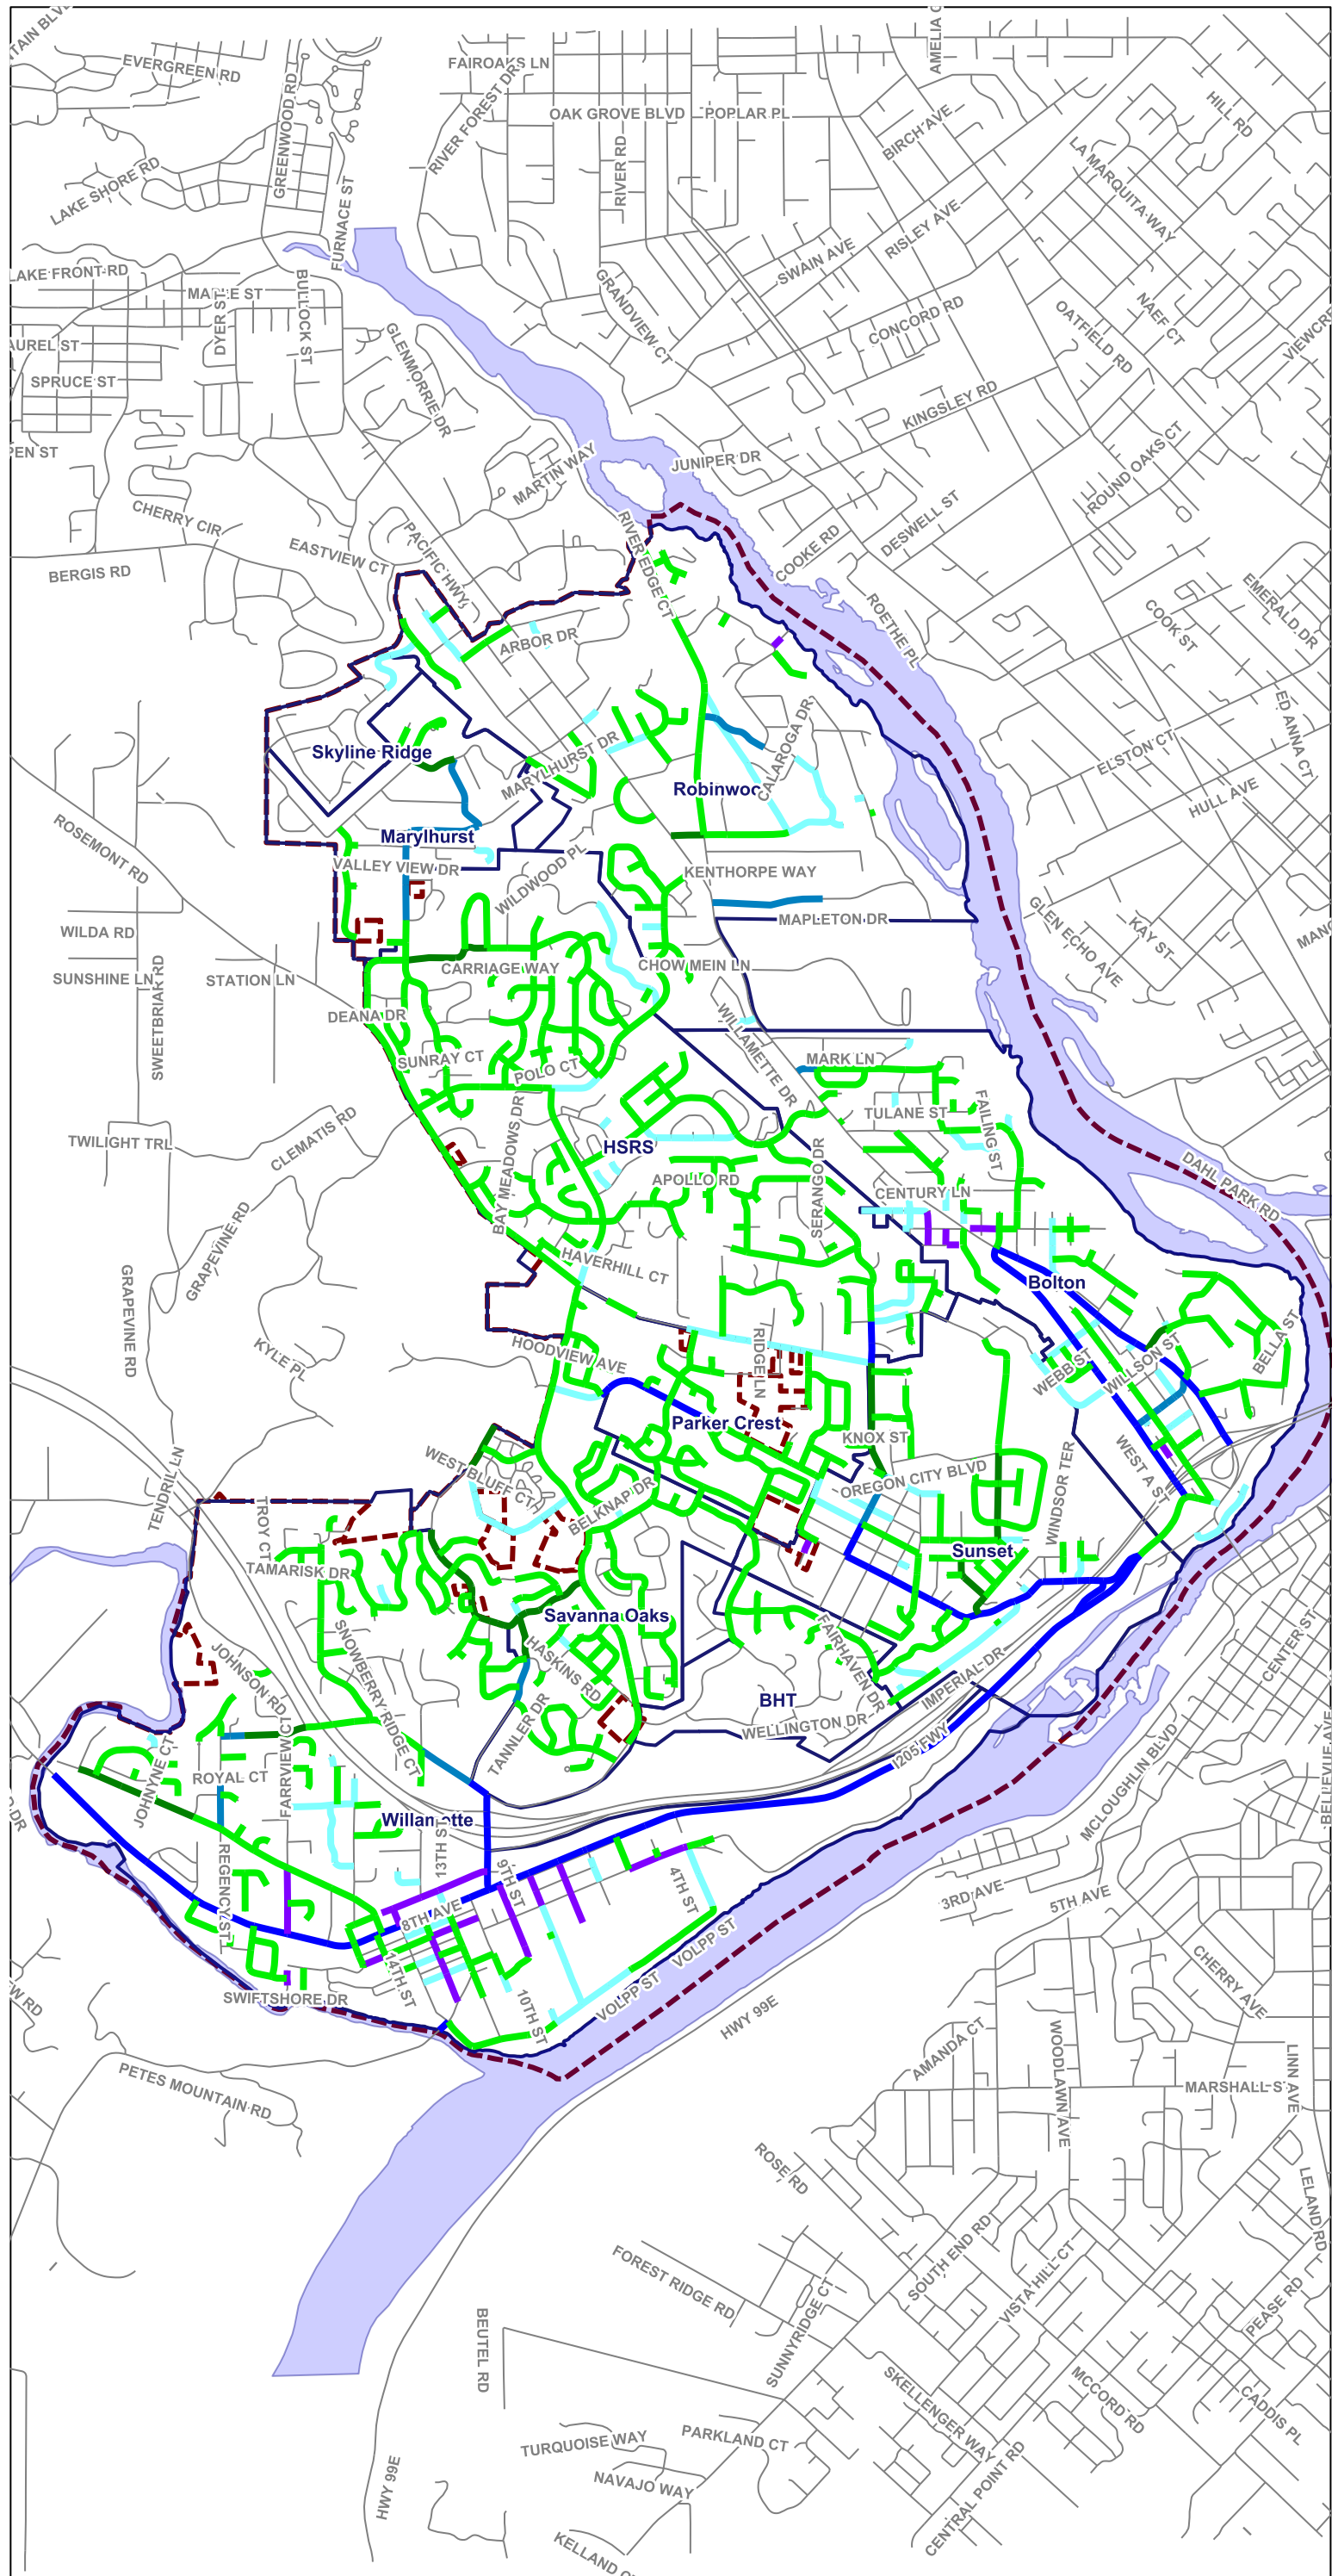 EVERGREEN RD
FAIROAKS LN
GREENWOOD RD
RIVER FOREST DR
OAK GROVE BLVD
POPLAR PL
BIRCH AVE
HILL RD
LA MARQUITA WAY
LAKE SHORE RD
RIVER RD
FURNACE ST
RISLEY AVE
SWAIN AVE
LAKE FRONT RD
MAPLE ST
DYER ST
BULLOCK ST
GRANDVIEW CT
CONCORD RD
OATFIELD RD
NAEF CT
GLENMORRIE DR
SPRUCE ST
KINGSLEY RD
ROUND OAKS CT
MARTIN WAY
JUNIPER DR
CHERRY CIR
PACIFIC HWY
EASTVIEW CT
RIVER EDGE CT
DESWELL ST
COOKE RD
BERGIS RD
EMERALD DR
COOK ST
ROETHE PL
ARBOR DR
ED ANNA CT
Skyline Ridge
MARYLHURST DR
CALAROGA DR
ELSTON CT
Robinwoo
HULL AVE
ROSEMONT RD
Marylhurst
VALLEY VIEW DR
WILDWOOD PL
KENTHORPE WAY
MAPLETON DR
WILDA RD
GLEN ECHO AVE
KAY ST
CARRIAGE WAY
CHOW MEIN LN
SUNSHINE LN
SWEETBRIAR RD
STATION LN
DEANA DR
WILLAMETTE DR
SUNRAY CT
POLO CT
MARK LN
TULANE ST
FAILING ST
TWILIGHT TRL
CLEMATIS RD
HSRS
BAY MEADOWS DR
APOLLO RD
SERANGO DR
CENTURY LN
DAHL PARK RD
GRAPEVINE RD
GRAPEVINE RD
HAVERHILL CT
Bolton
KYLE PL
HOODVIEW AVE
RIDGE LN
WEBB ST
WILLSON ST
BELLA ST
Parker Crest
KNOX ST
WEST A ST
TENDRIL LN
WEST BLUFF CT
BELKNAP DR
OREGON CITY BLVD
WINDSOR TER
TROY CT
TAMARISK DR
Sunset
Savanna Oaks
SNOWBERRY RIDGE CT
JOHNSON RD
HASKINS RD
FAIRHAVEN DR
IMPERIAL DR
CENTER ST
BHT
TANNLER DR
WELLINGTON DR
I205 FWY
MCLOUGHLIN BLVD
BELLEVUE AVE
JOHNYNE CT
ROYAL CT
FARRVIEW CT
Willamette
13TH ST
REGENCY ST
9TH ST
4TH ST
3RD AVE
5TH AVE
8TH AVE
VOLPP ST
CHERRY AVE
14TH ST
SWIFTSHORE DR
10TH ST
VOLPP ST
HWY 99E
PETES MOUNTAIN RD
AMANDA CT
WOODLAWN AVE
LINN AVE
MARSHALL ST
ROSE RD
LELAND RD
SOUTH END RD
VISTA HILL CT
FOREST RIDGE RD
SUNNYRIDGE CT
PEASE RD
BEUTEL RD
SKELLENGER WAY
MCCORD RD
CADDIS PL
TURQUOISE WAY
PARKLAND CT
NAVAJO WAY
CENTRAL POINT RD
HWY 99E